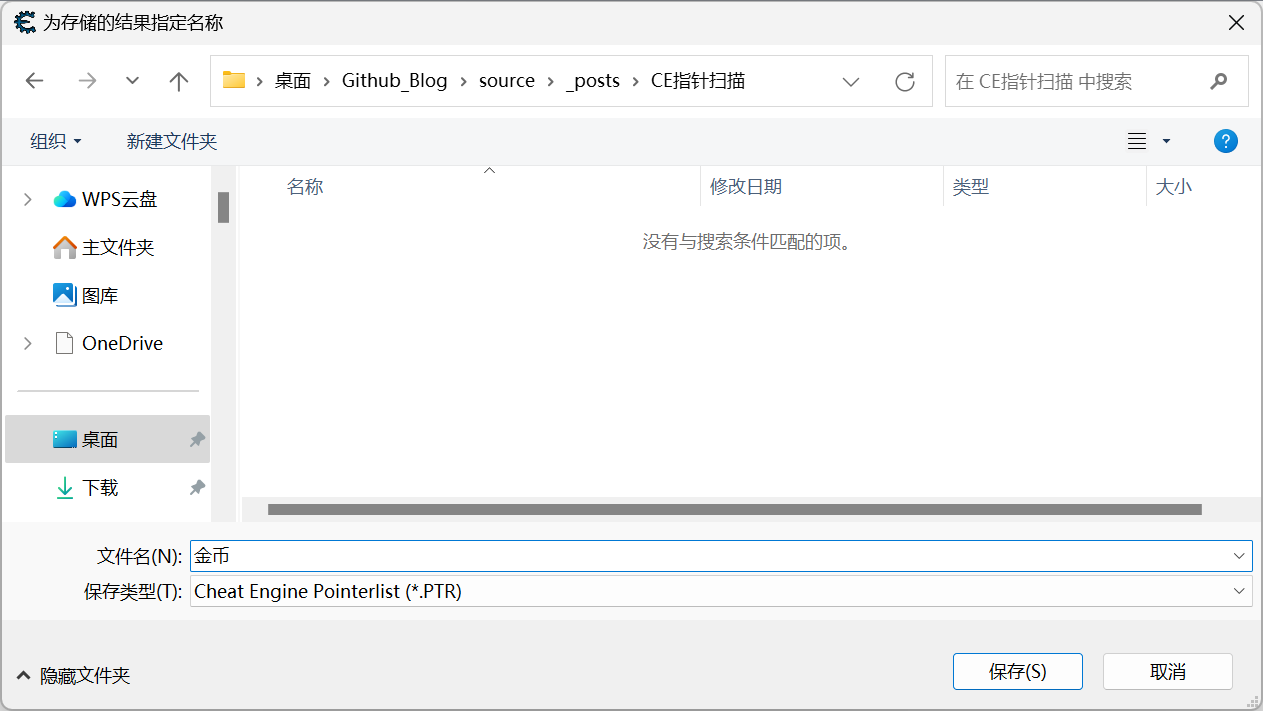 为存储的结果指定名称
桌面 Github_Blog source _posts CE指针扫描
在 CE指针扫描 中搜索
组织 新建文件夹
名称 修改日期 类型 大小
没有与搜索条件匹配的项。
WPS云盘
主文件夹
图库
OneDrive
桌面
下载
文件名(N): 金币
保存类型(T): Cheat Engine Pointerlist (*.PTR)
隐藏文件夹
保存(S) 取消